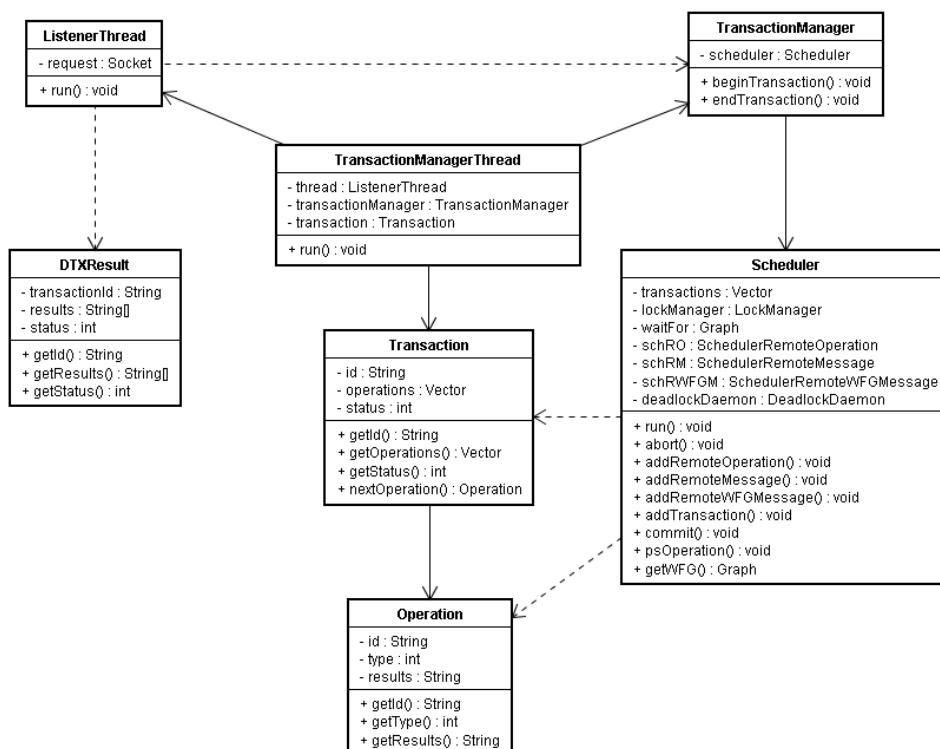 ListenerThread
- request : Socket
+ run() : void
TransactionManager
- scheduler : Scheduler
+ beginTransaction() : void
+ endTransaction() : void
TransactionManagerThread
- thread : ListenerThread
- transactionManager : TransactionManager
- transaction : Transaction
+ run() : void
DTXResult
- transactionId : String
- results : String[]
- status : int
+ getId() : String
+ getResults() : String[]
+ getStatus() : int
Transaction
- id : String
- operations : Vector
- status : int
+ getId() : String
+ getOperations() : Vector
+ getStatus() : int
+ nextOperation() : Operation
Scheduler
- transactions : Vector
- lockManager : LockManager
- waitFor : Graph
- schRO : SchedulerRemoteOperation
- schRM : SchedulerRemoteMessage
- schRWFGM : SchedulerRemoteWFGMessage
- deadlockDaemon : DeadlockDaemon
+ run() : void
+ abort() : void
+ addRemoteOperation() : void
+ addRemoteMessage() : void
+ addRemoteWFGMessage() : void
+ addTransaction() : void
+ commit() : void
+ psOperation() : void
+ getWFG() : Graph
Operation
- id : String
- type : int
- results : String
+ getId() : String
+ getType() : int
+ getResults() : String